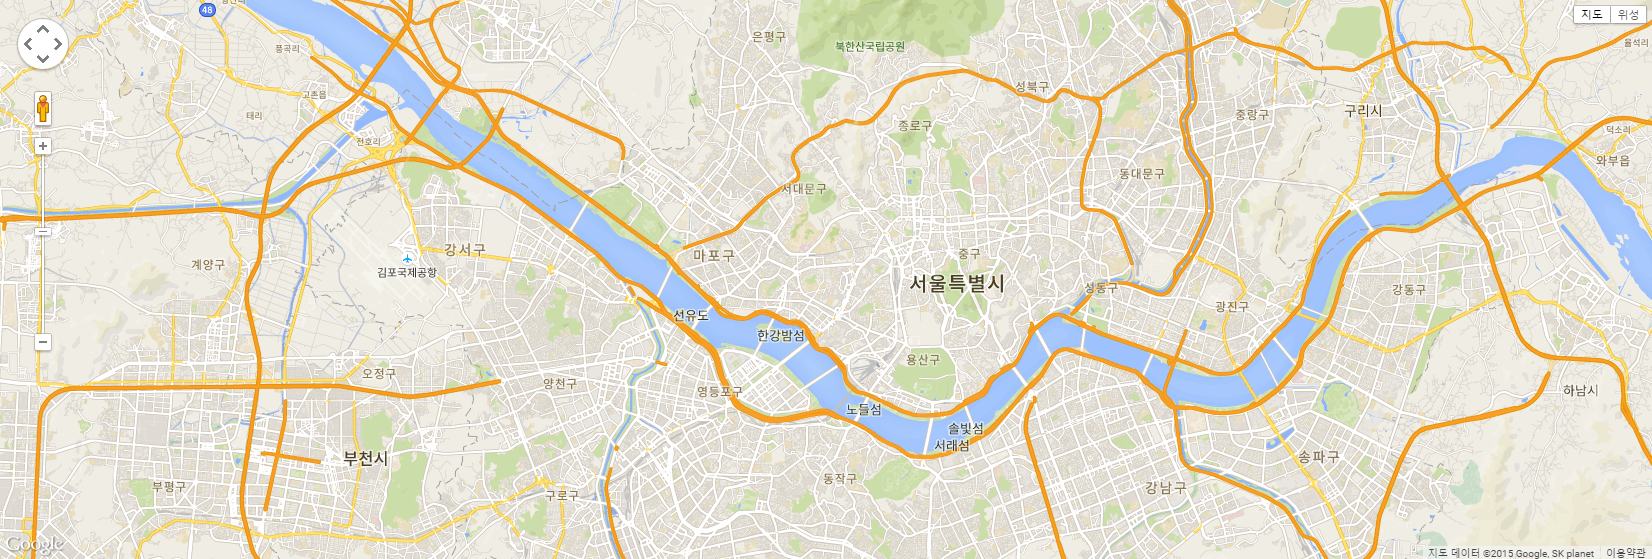 48
지도 위성
은평구
북한산국립공원
풍곡리
율석리
고촌읍
성북구
태리
종로구
중랑구
구리시
덕소리
천호리
와부읍
동대문구
서대문구
강서구
마포구
중구
계양구
김포국제공항
서울특별시
성동구
강동구
광진구
선유도
한강밤섬
용산구
오정구
양천구
영등포구
하남시
노들섬
솔빛섬
서래섬
부천시
송파구
동작구
부평구
강남구
구로구
Google
지도 데이터 ©2015 Google, SK planet 이용약관